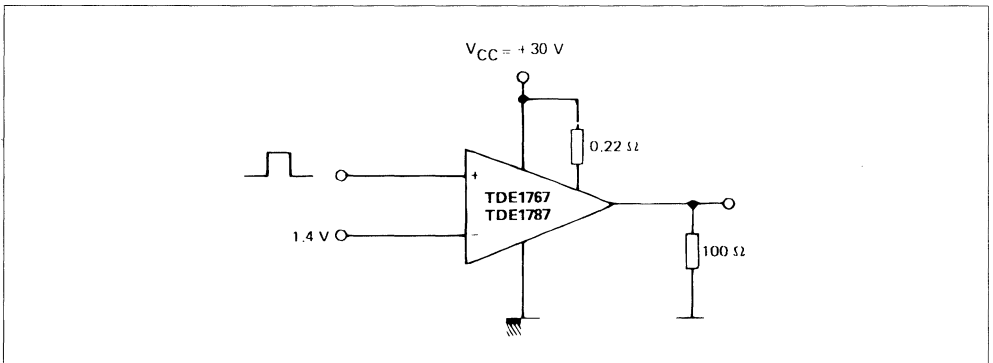 VCC = + 30 V
0.22 Ω
+
TDE1767
TDE1787
1.4 V
-
100 Ω